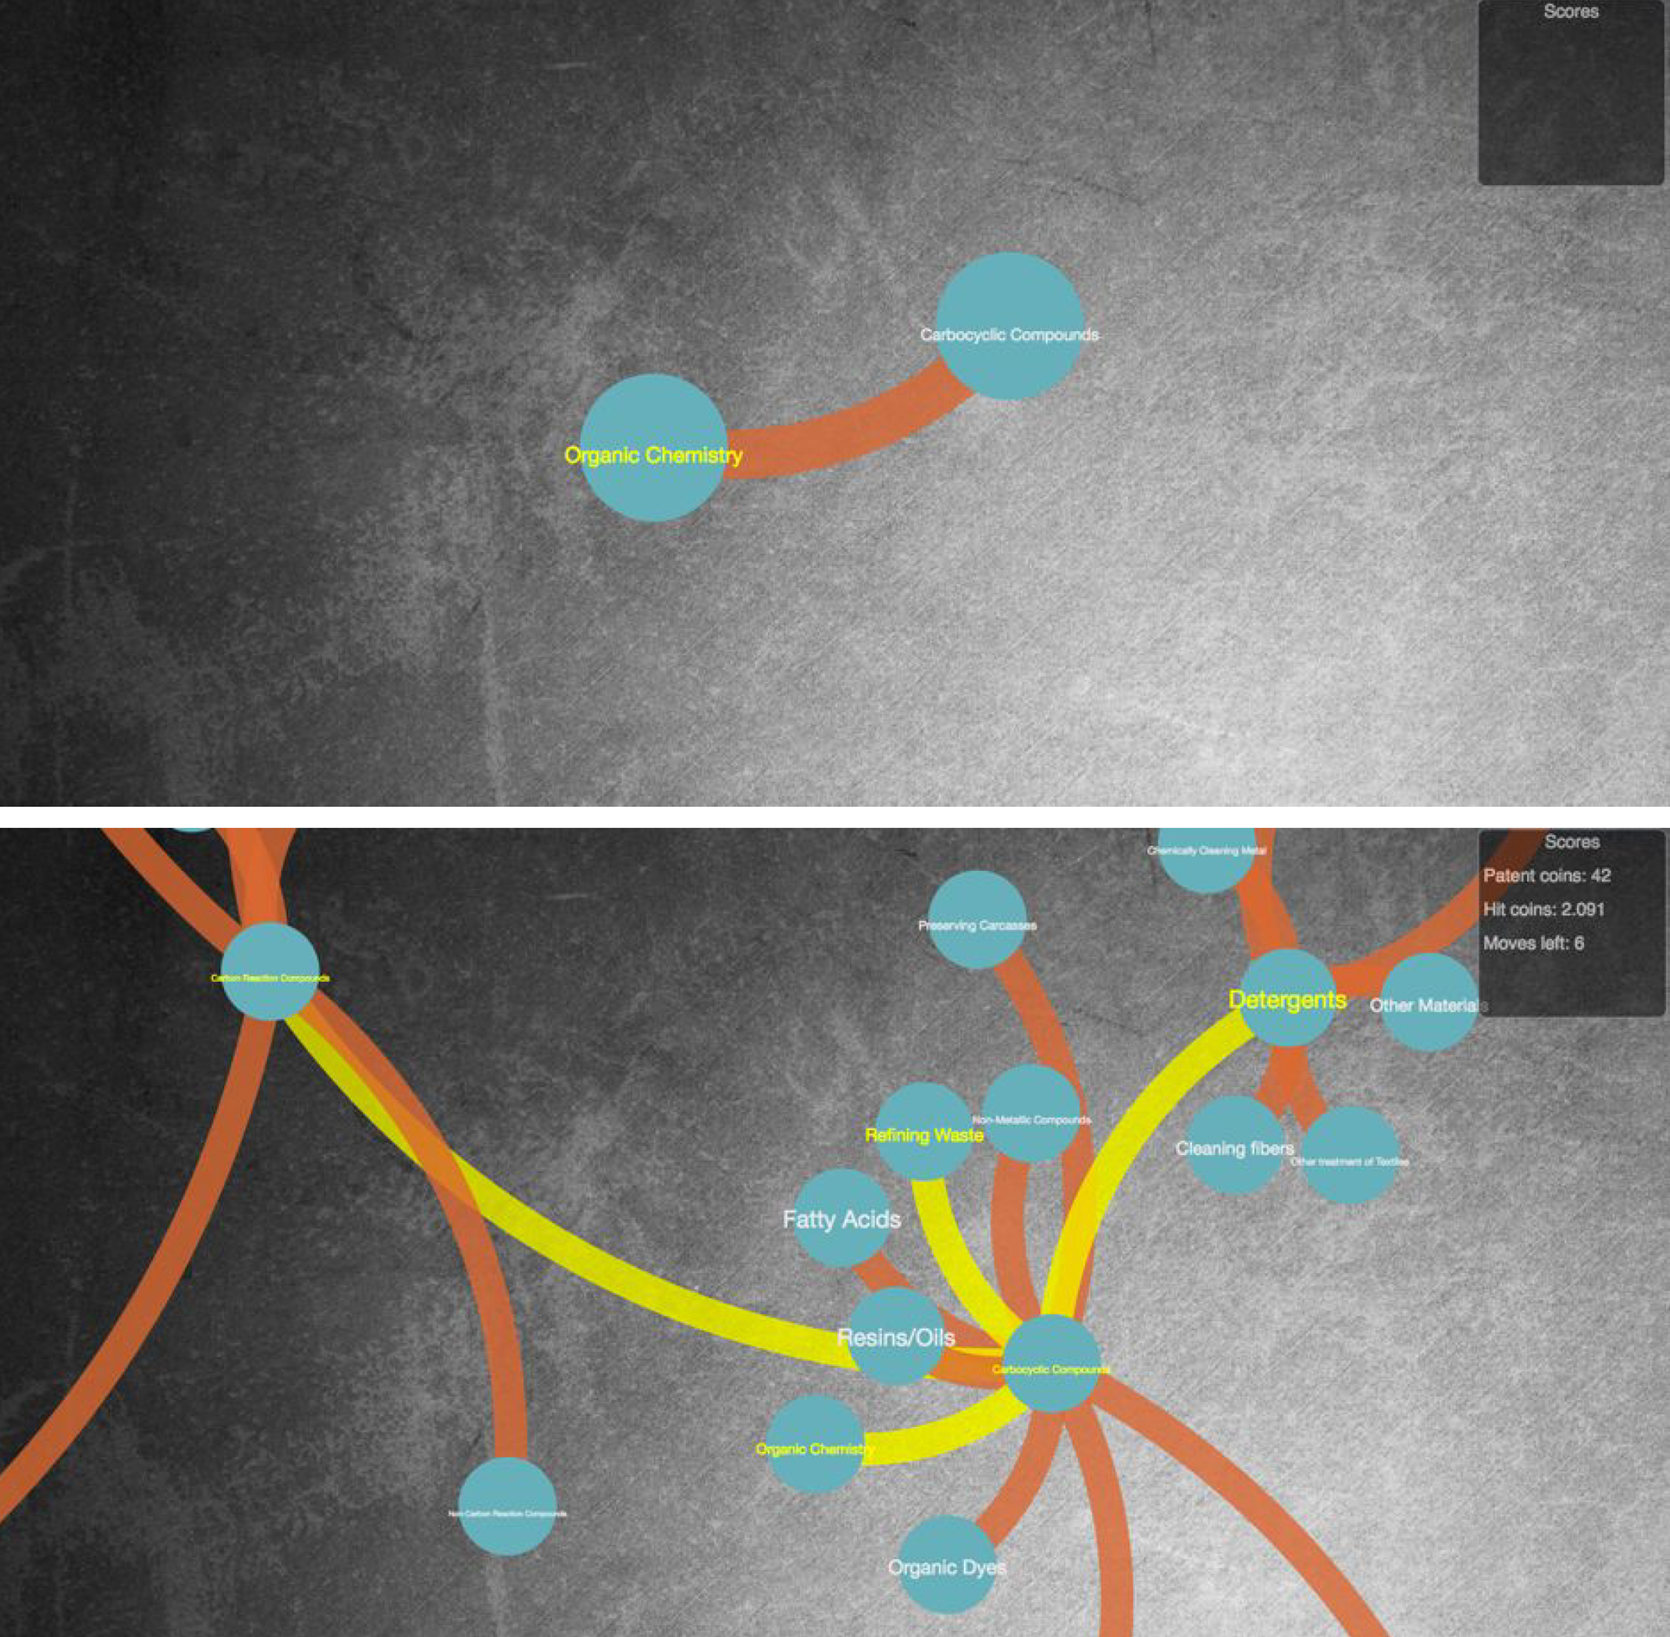 Scores
Carbocyclic Compounds
Organic Chemistry
Scores
Chemically Cleaning Metal
Patent coins: 42
Hit coins: 2.091
Preserving Carcasses
Moves left: 6
Carbon Reaction Compounds
Detergents
Other Materials
Non-Metallic Compounds
Refining Waste
Cleaning fibers
Other treatment of Textiles
Fatty Acids
Resins/Oils
Carbocyclic Compounds
Organic Chemistry
Non-Carbon Reaction Compounds
Organic Dyes